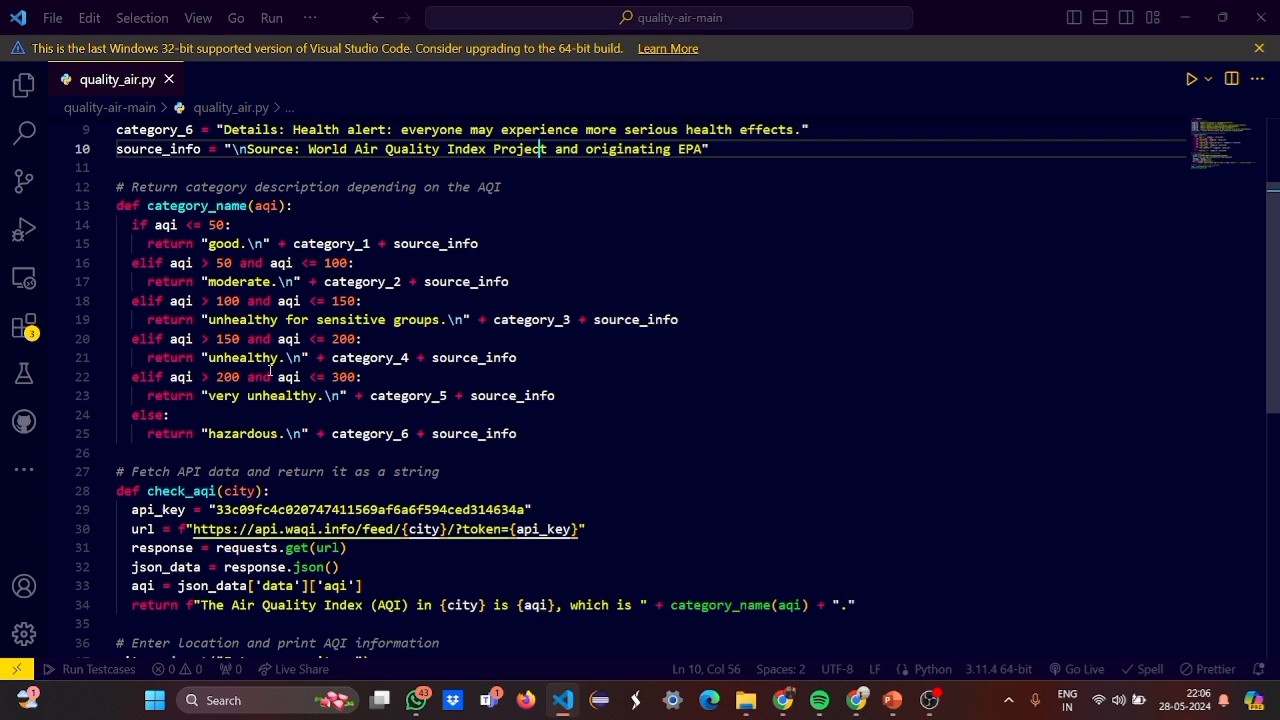 File Edit Selection View Go Run ··· quality-air-main
This is the last Windows 32-bit supported version of Visual Studio Code. Consider upgrading to the 64-bit build. Learn More
quality_air.py
quality-air-main > quality_air.py > ...
9 category_6 = "Details: Health alert: everyone may experience more serious health effects."
10 source_info = "\nSource: World Air Quality Index Project and originating EPA"
11
12 # Return category description depending on the AQI
13 def category_name(aqi):
14 if aqi <= 50:
15 return "good.\n" + category_1 + source_info
16 elif aqi > 50 and aqi <= 100:
17 return "moderate.\n" + category_2 + source_info
18 elif aqi > 100 and aqi <= 150:
19 return "unhealthy for sensitive groups.\n" + category_3 + source_info
20 elif aqi > 150 and aqi <= 200:
21 return "unhealthy.\n" + category_4 + source_info
22 elif aqi > 200 and aqi <= 300:
23 return "very unhealthy.\n" + category_5 + source_info
24 else:
25 return "hazardous.\n" + category_6 + source_info
26
27 # Fetch API data and return it as a string
28 def check_aqi(city):
29 api_key = "33c09fc4c020747411569af6a6f594ced314634a"
30 url = f"https://api.waqi.info/feed/{city}/?token={api_key}"
31 response = requests.get(url)
32 json_data = response.json()
33 aqi = json_data['data']['aqi']
34 return f"The Air Quality Index (AQI) in {city} is {aqi}, which is " + category_name(aqi) + "."
35
36 # Enter location and print AQI information
3
Run Testcases 0 0 0 Live Share Ln 10, Col 56 Spaces: 2 UTF-8 LF Python 3.11.4 64-bit Go Live Spell Prettier
1 Search 43 1 ENG IN 22:06 28-05-2024